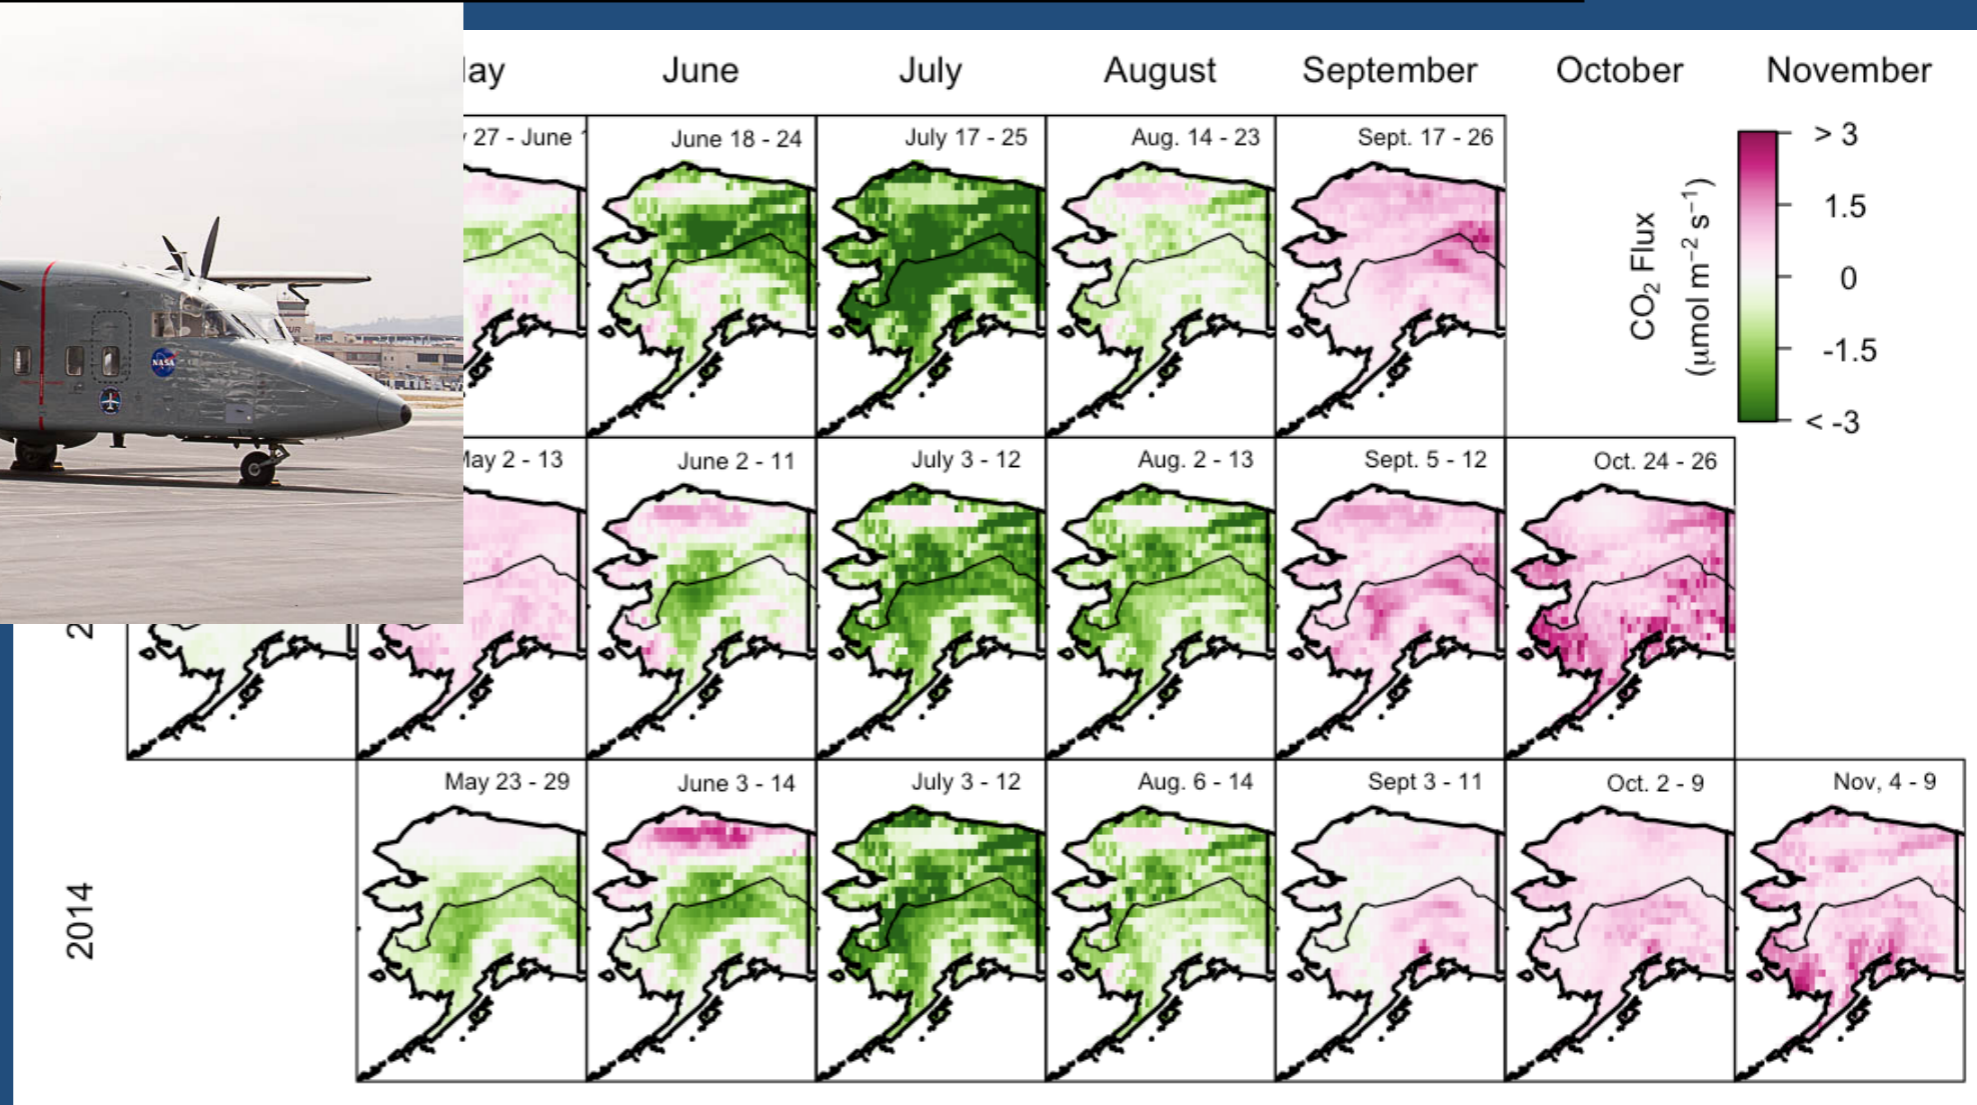 June July August September October November
27 - June June 18 - 24 July 17 - 25 Aug. 14 - 23 Sept. 17 - 26
> 3
1.5
0
-1.5
< -3
CO₂ Flux
(μmol m⁻² s⁻¹)
NASA
May 2 - 13 June 2 - 11 July 3 - 12 Aug. 2 - 13 Sept. 5 - 12 Oct. 24 - 26
2014
May 23 - 29 June 3 - 14 July 3 - 12 Aug. 6 - 14 Sept 3 - 11 Oct. 2 - 9 Nov, 4 - 9